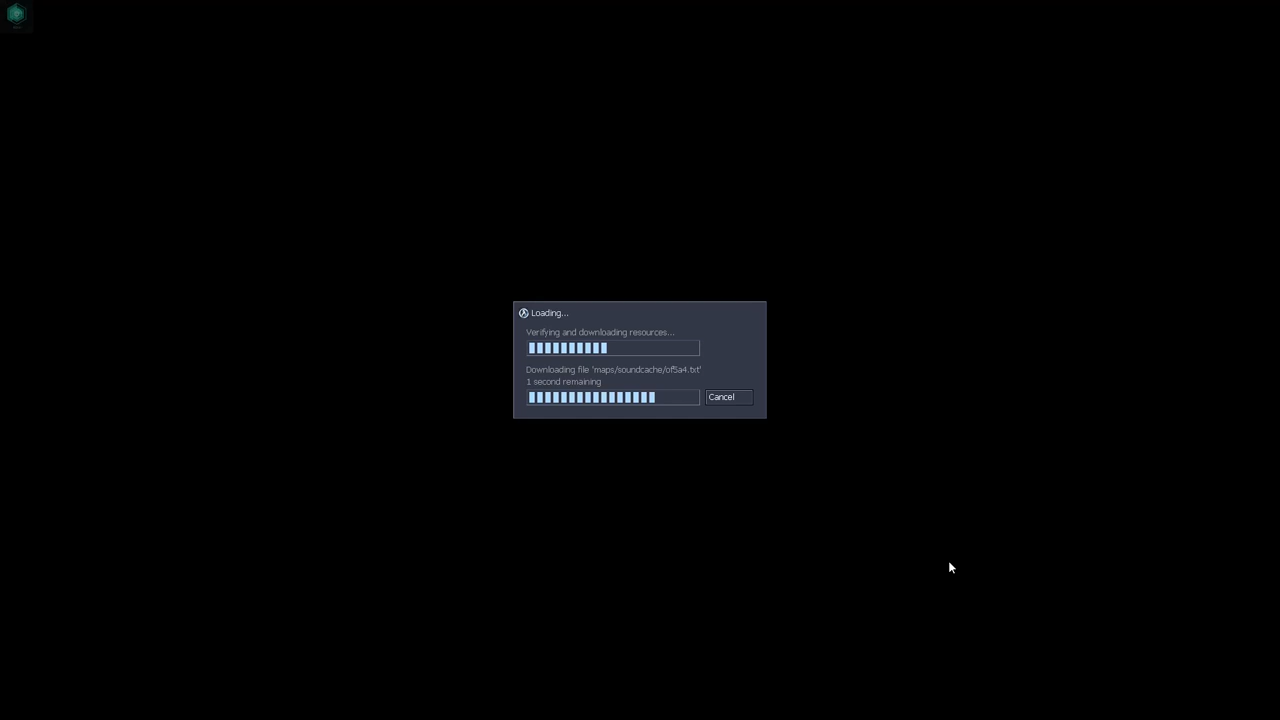 Loading...
Verifying and downloading resources...
Downloading file 'maps/soundcache/of5a4.txt'
1 second remaining
Cancel